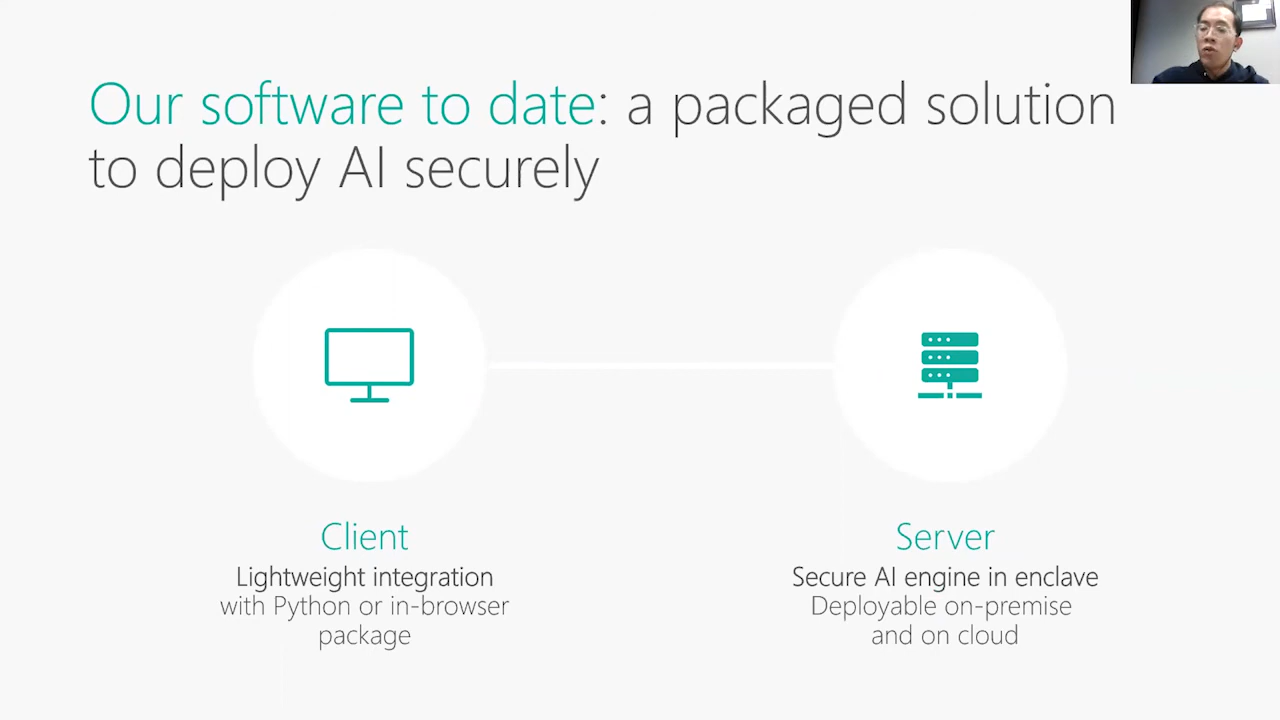 Our software to date: a packaged solution
to deploy AI securely
Client
Lightweight integration
with Python or in-browser
package
Server
Secure AI engine in enclave
Deployable on-premise
and on cloud